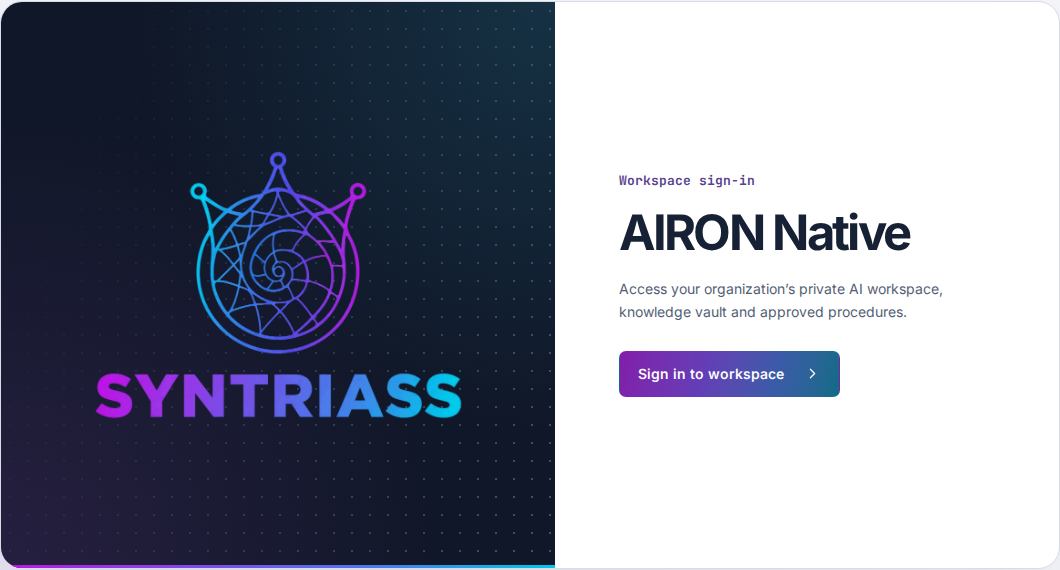 SYNTRIASS
Workspace sign-in
AIRON Native
Access your organization’s private AI workspace,
knowledge vault and approved procedures.
Sign in to workspace